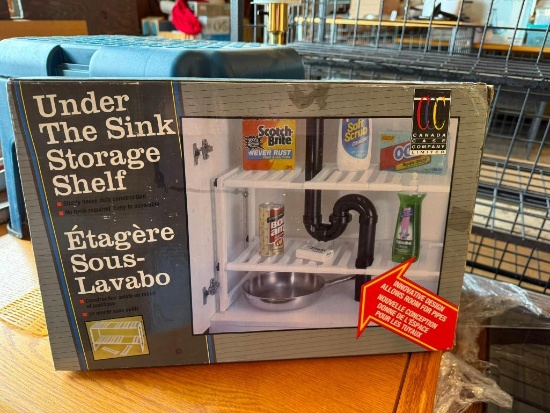 Under
The Sink
Storage
Shelf
Étagère
Sous-
Lavabo
CANADA
COMPANY
LIMITED
Scotch-
Brite
NEVER RUST
Soft
Scrub
INNOVATIVE DESIGN
ALLOWS ROOM FOR PIPES
NOUVELLE CONCEPTION
DONNE DE L'ESPACE
POUR LES TUYAUX